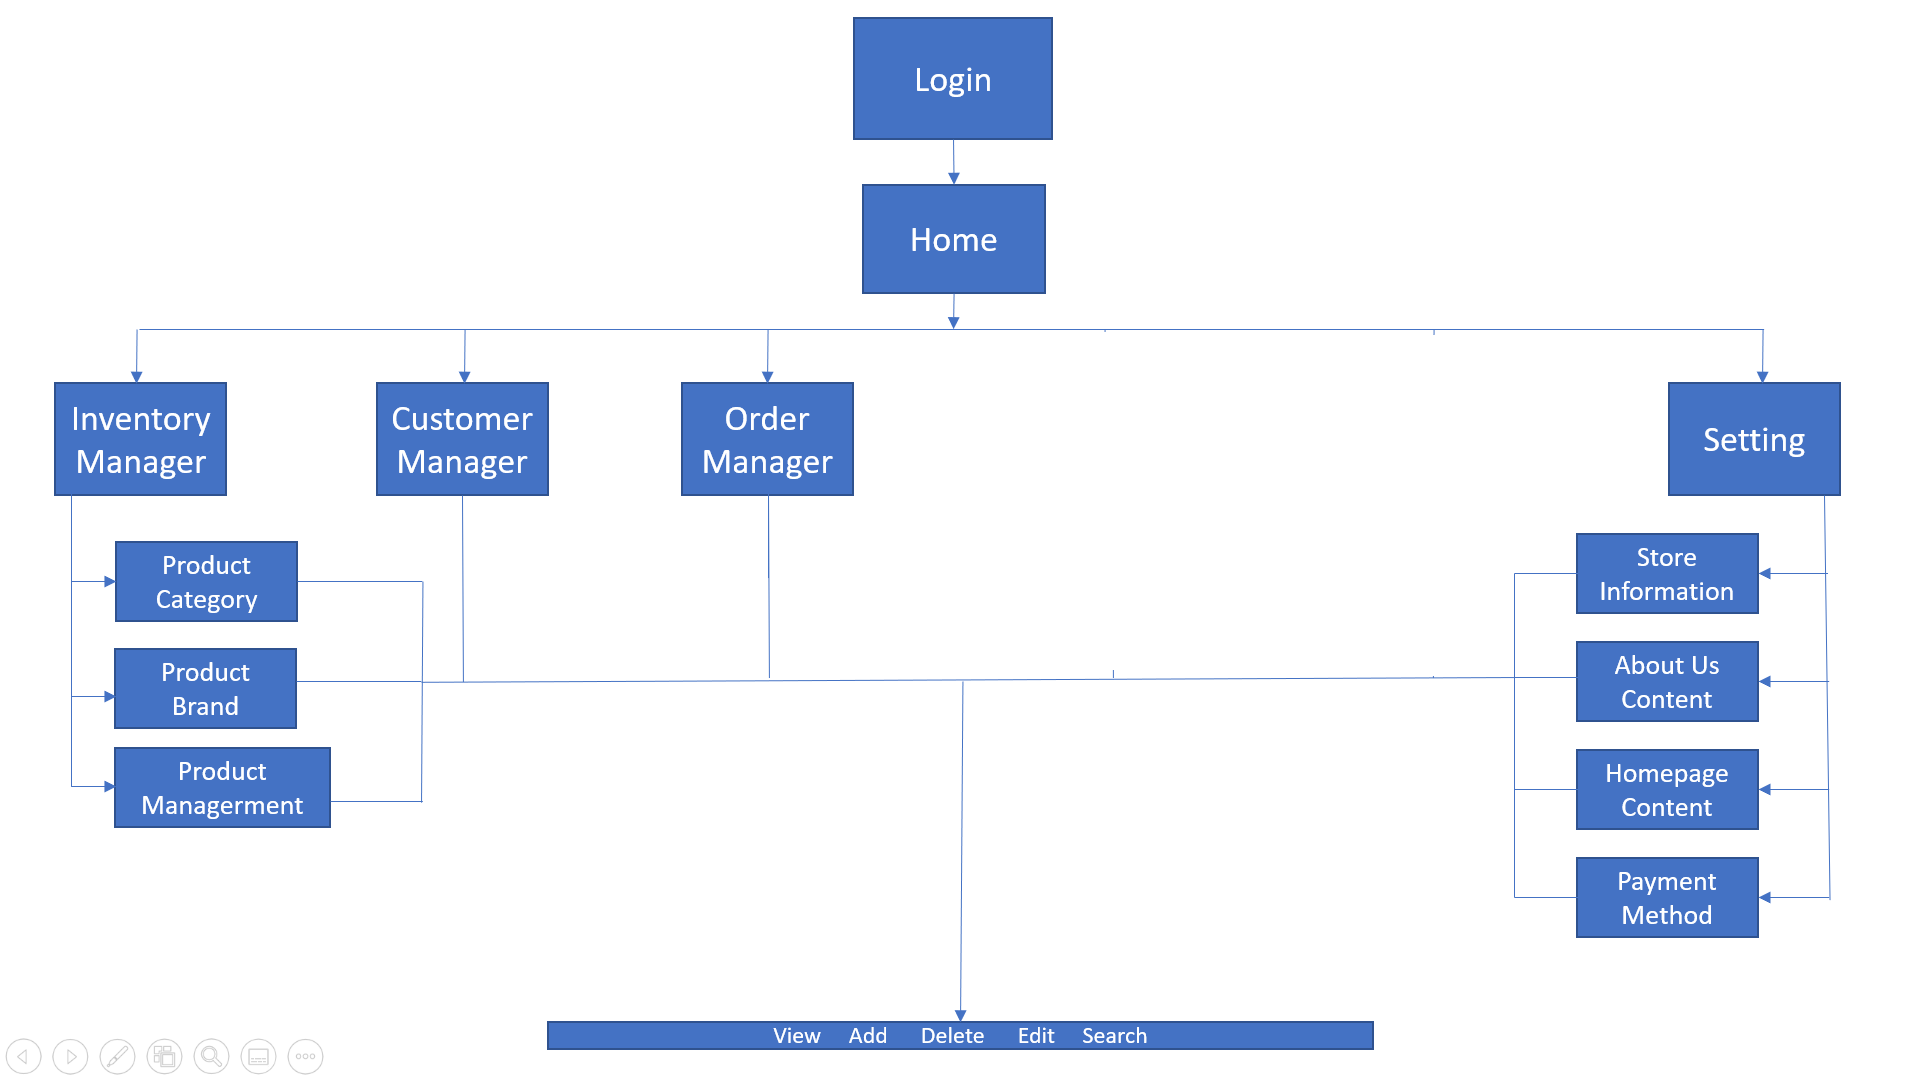 Login
Home
Inventory
Manager
Customer
Manager
Order
Manager
Setting
Product
Category
Product
Brand
Product
Managerment
Store
Information
About Us
Content
Homepage
Content
Payment
Method
View Add Delete Edit Search